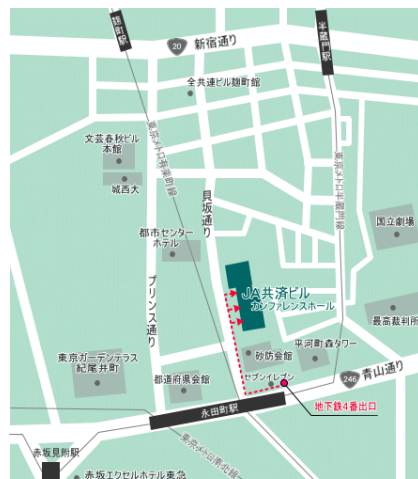 麹町駅
半蔵門駅
20
新宿通り
全共連ビル麹町館
東京メトロ有楽町線
文芸春秋ビル
本館
城西大
貝坂通り
東京メトロ半蔵門線
国立劇場
都市センター
ホテル
プリンス通り
JA共済ビル
カンファレンスホール
最高裁判所
平河町森タワー
砂防会館
東京ガーデンテラス
紀尾井町
都道府県会館
セブンイレブン
246
青山通り
地下鉄4番出口
永田町駅
赤坂見附駅
東京メトロ南北線
赤坂エクセルホテル東急